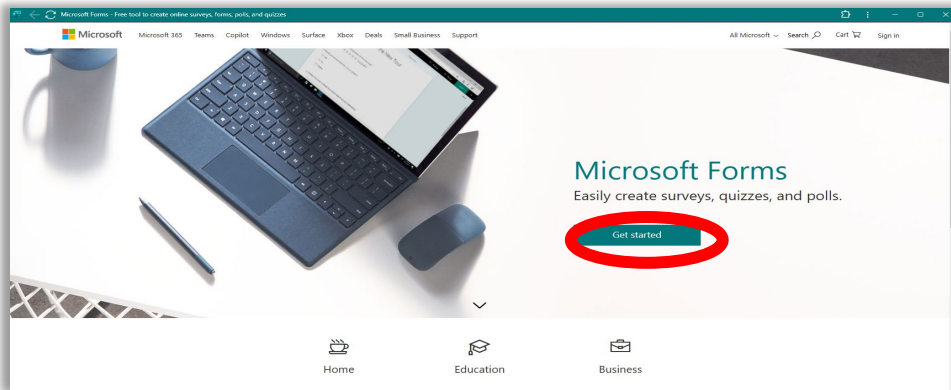 Microsoft Forms - Free tool to create online surveys, forms, polls, and quizzes
Microsoft Microsoft 365 Teams Copilot Windows Surface Xbox Deals Small Business Support All Microsoft Search Cart Sign in
Microsoft Forms
Easily create surveys, quizzes, and polls.
Get started
Home Education Business